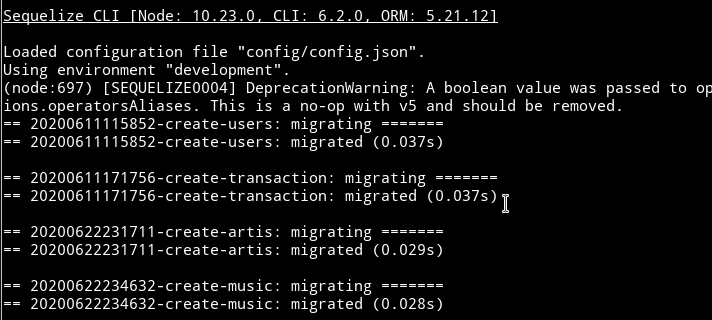 Sequelize CLI [Node: 10.23.0, CLI: 6.2.0, ORM: 5.21.12]
Loaded configuration file "config/config.json".
Using environment "development".
(node:697) [SEQUELIZE0004] DeprecationWarning: A boolean value was passed to op
ions.operatorsAliases. This is a no-op with v5 and should be removed.
== 20200611115852-create-users: migrating =======
== 20200611115852-create-users: migrated (0.037s)
== 20200611171756-create-transaction: migrating =======
== 20200611171756-create-transaction: migrated (0.037s)
== 20200622231711-create-artis: migrating =======
== 20200622231711-create-artis: migrated (0.029s)
== 20200622234632-create-music: migrating =======
== 20200622234632-create-music: migrated (0.028s)